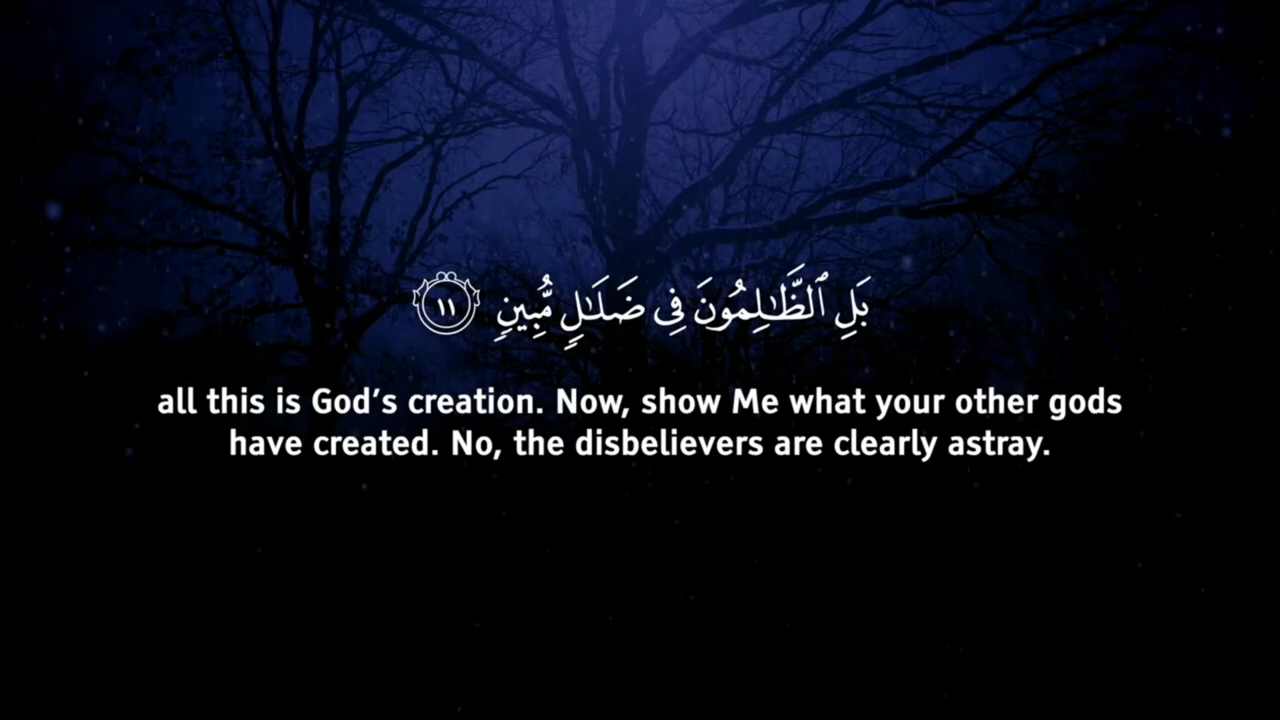 بَلِ ٱلظَّـٰلِمُونَ فِى ضَلَـٰلٍ مُّبِينٍ ١١
all this is God’s creation. Now, show Me what your other gods
have created. No, the disbelievers are clearly astray.